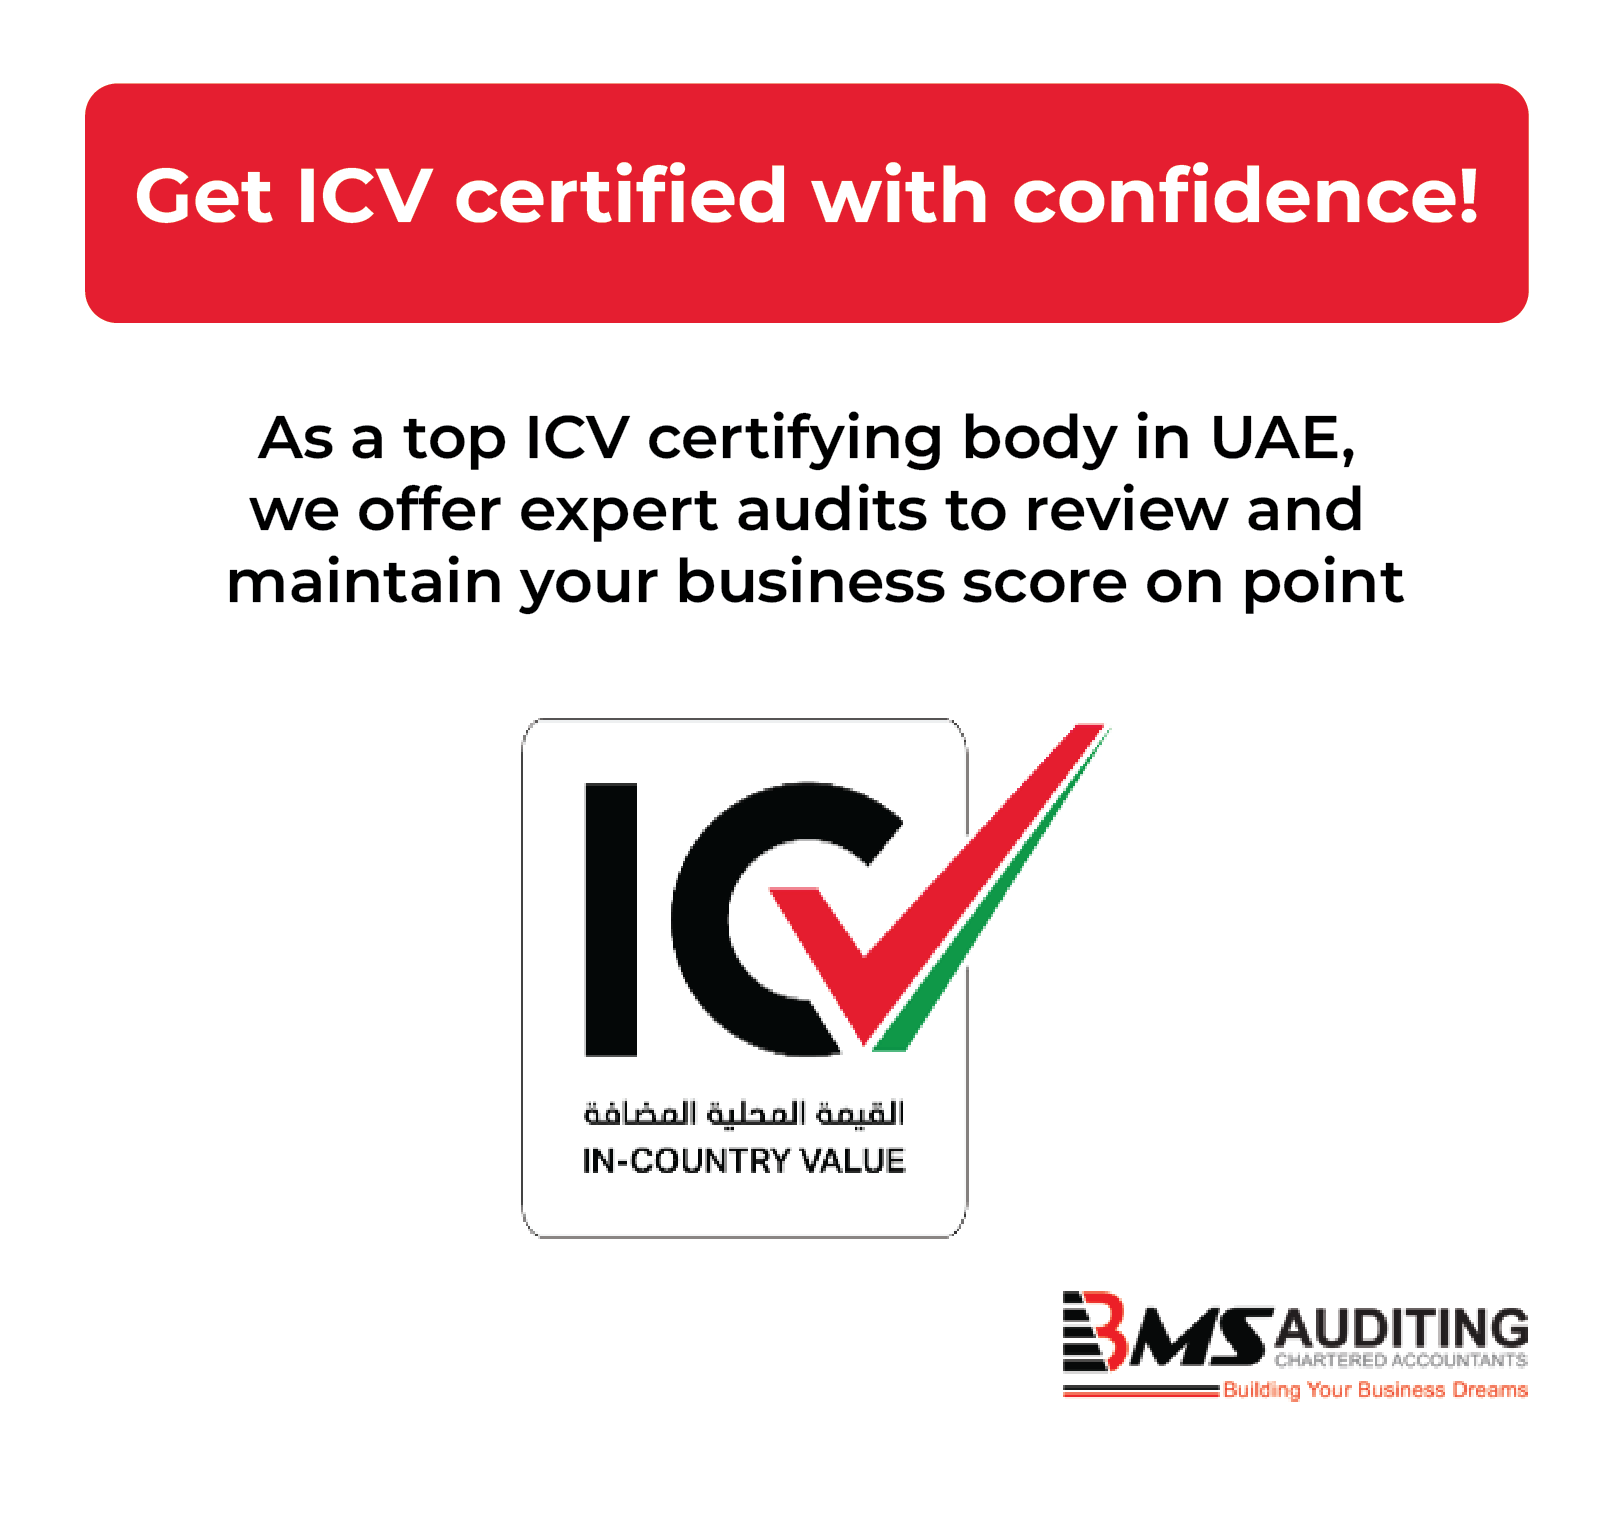 Get ICV certified with confidence!
As a top ICV certifying body in UAE,
we offer expert audits to review and
maintain your business score on point
ICV
القيمة المحلية المضافة
IN-COUNTRY VALUE
BMS AUDITING
CHARTERED ACCOUNTANTS
Building Your Business Dreams